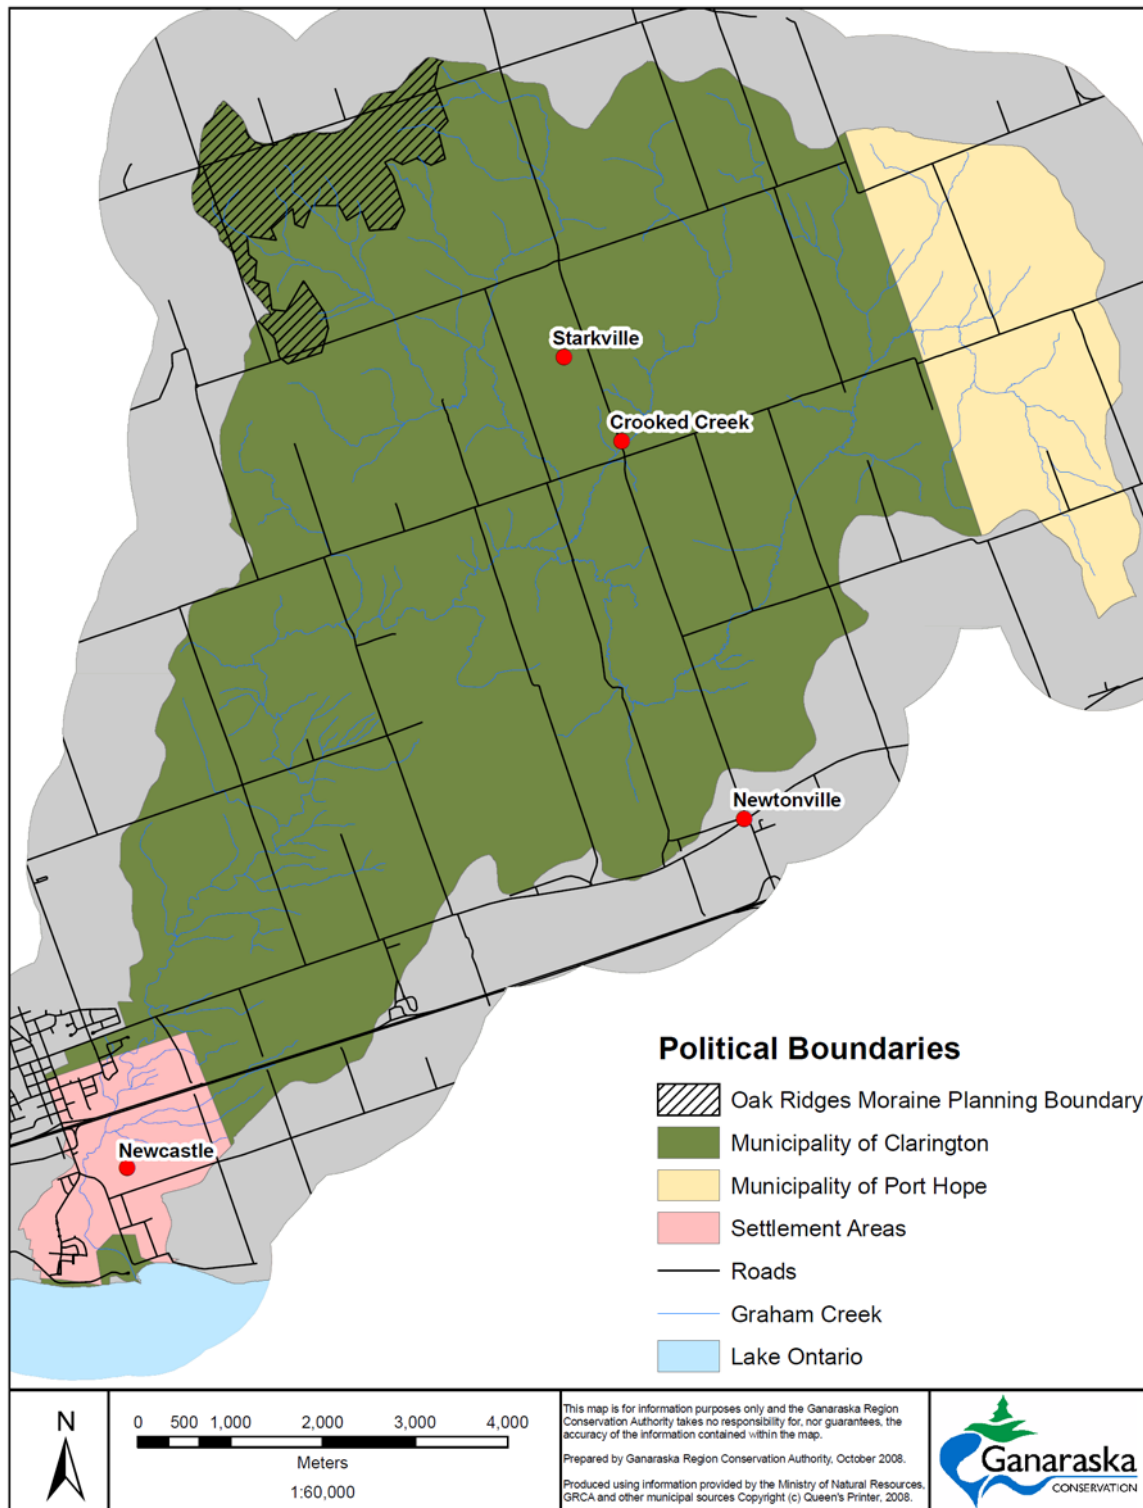 Starkville
Crooked Creek
Newtonville
Newcastle
Political Boundaries
Oak Ridges Moraine Planning Boundary
Municipality of Clarington
Municipality of Port Hope
Settlement Areas
Roads
Graham Creek
Lake Ontario
N
0 500 1,000 2,000 3,000 4,000
Meters
1:60,000
This map is for information purposes only and the Ganaraska Region
Conservation Authority takes no responsibility for, nor guarantees, the
accuracy of the information contained within the map.
Prepared by Ganaraska Region Conservation Authority, October 2008.
Produced using information provided by the Ministry of Natural Resources,
GRCA and other municipal sources Copyright (c) Queen's Printer, 2008.
Ganaraska
CONSERVATION